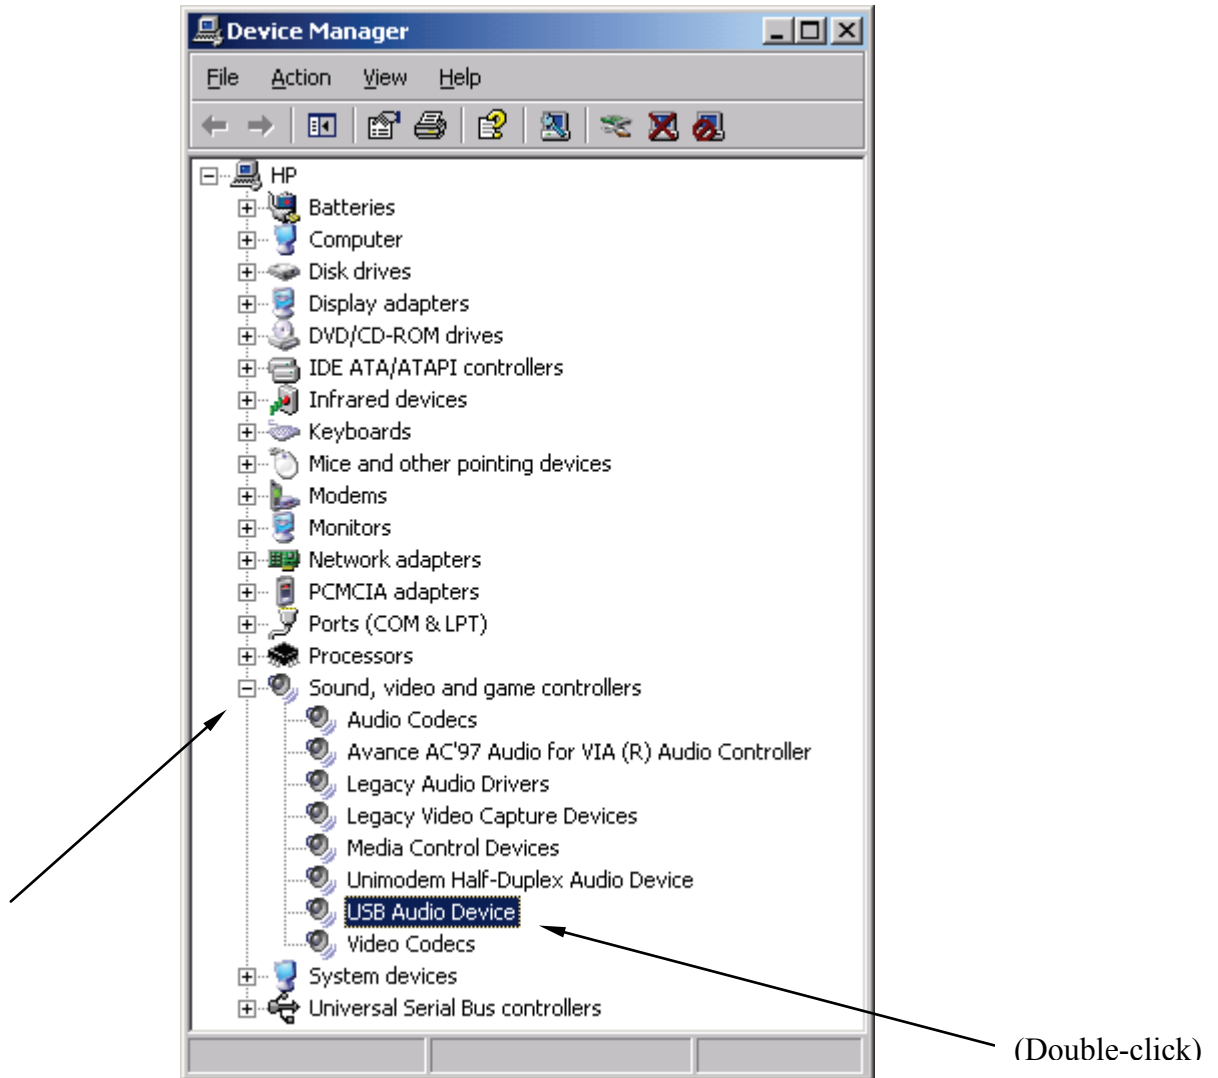 Device Manager
File Action View Help
HP
Batteries
Computer
Disk drives
Display adapters
DVD/CD-ROM drives
IDE ATA/ATAPI controllers
Infrared devices
Keyboards
Mice and other pointing devices
Modems
Monitors
Network adapters
PCMCIA adapters
Ports (COM & LPT)
Processors
Sound, video and game controllers
Audio Codecs
Avance AC'97 Audio for VIA (R) Audio Controller
Legacy Audio Drivers
Legacy Video Capture Devices
Media Control Devices
Unimodem Half-Duplex Audio Device
USB Audio Device
Video Codecs
System devices
Universal Serial Bus controllers
(Double-click)